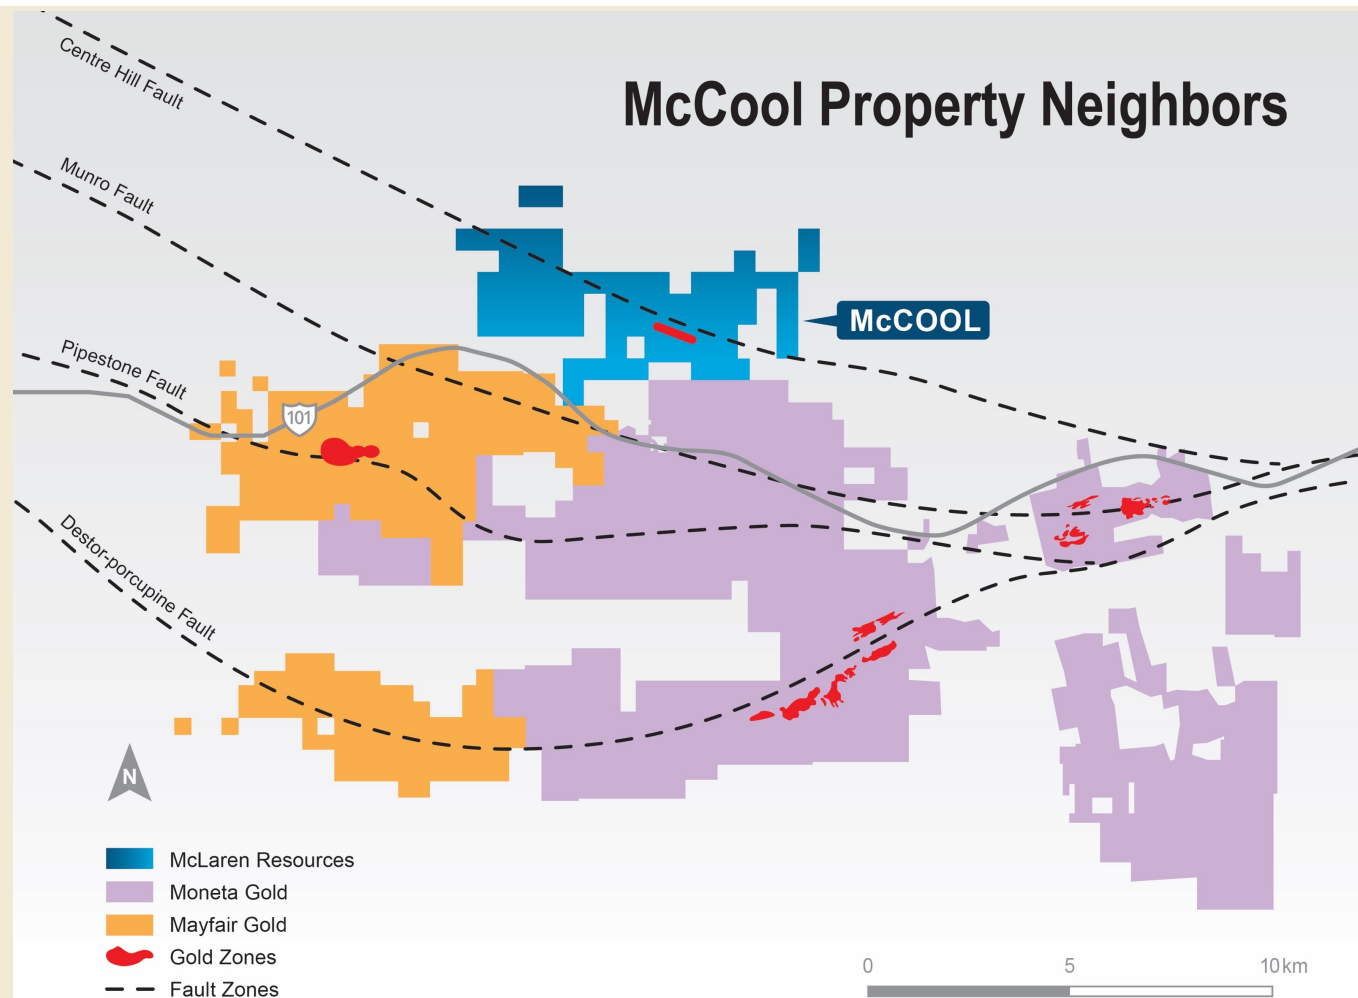 McCool Property Neighbors
Centre Hill Fault
Munro Fault
Pipestone Fault
101
McCOOL
Destor-porcupine Fault
N
McLaren Resources
Moneta Gold
Mayfair Gold
Gold Zones
Fault Zones
0 5 10km